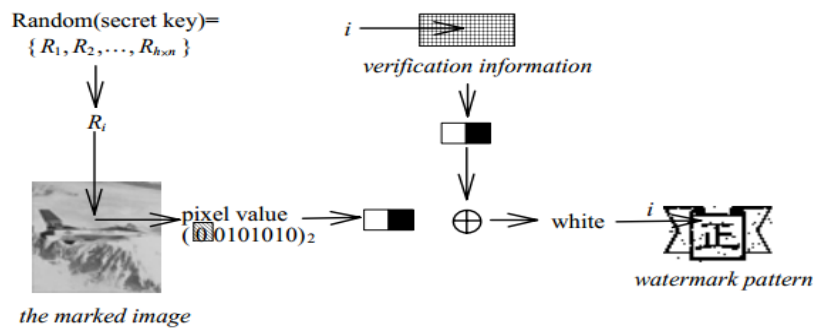 Random(secret key)=
{ R₁, R₂,…, Rₕ×ₙ }
i
verification information
Rᵢ
pixel value
(00101010)₂
white
i
正
watermark pattern
the marked image